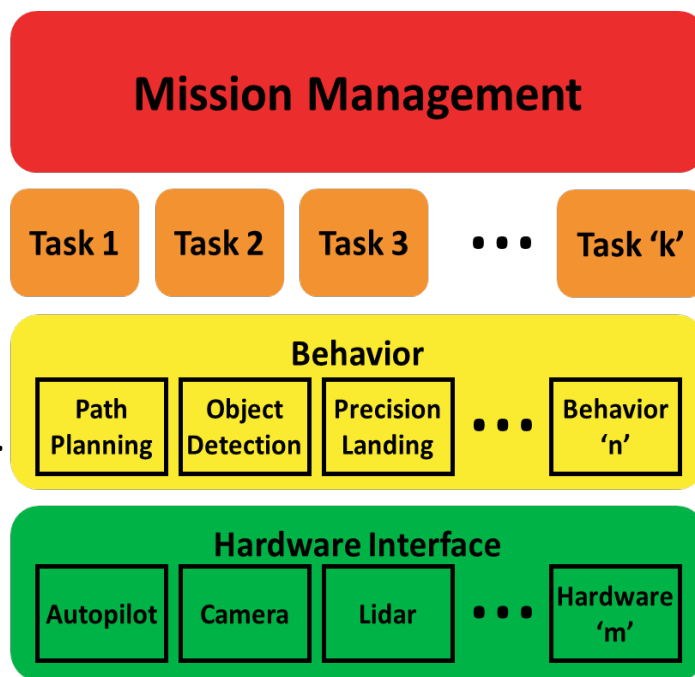 Mission Management
Task 1 Task 2 Task 3 ... Task ‘k’
Behavior
Path Object Precision Behavior
Planning Detection Landing ... ‘n’
Hardware Interface
Autopilot Camera Lidar ... Hardware
‘m’